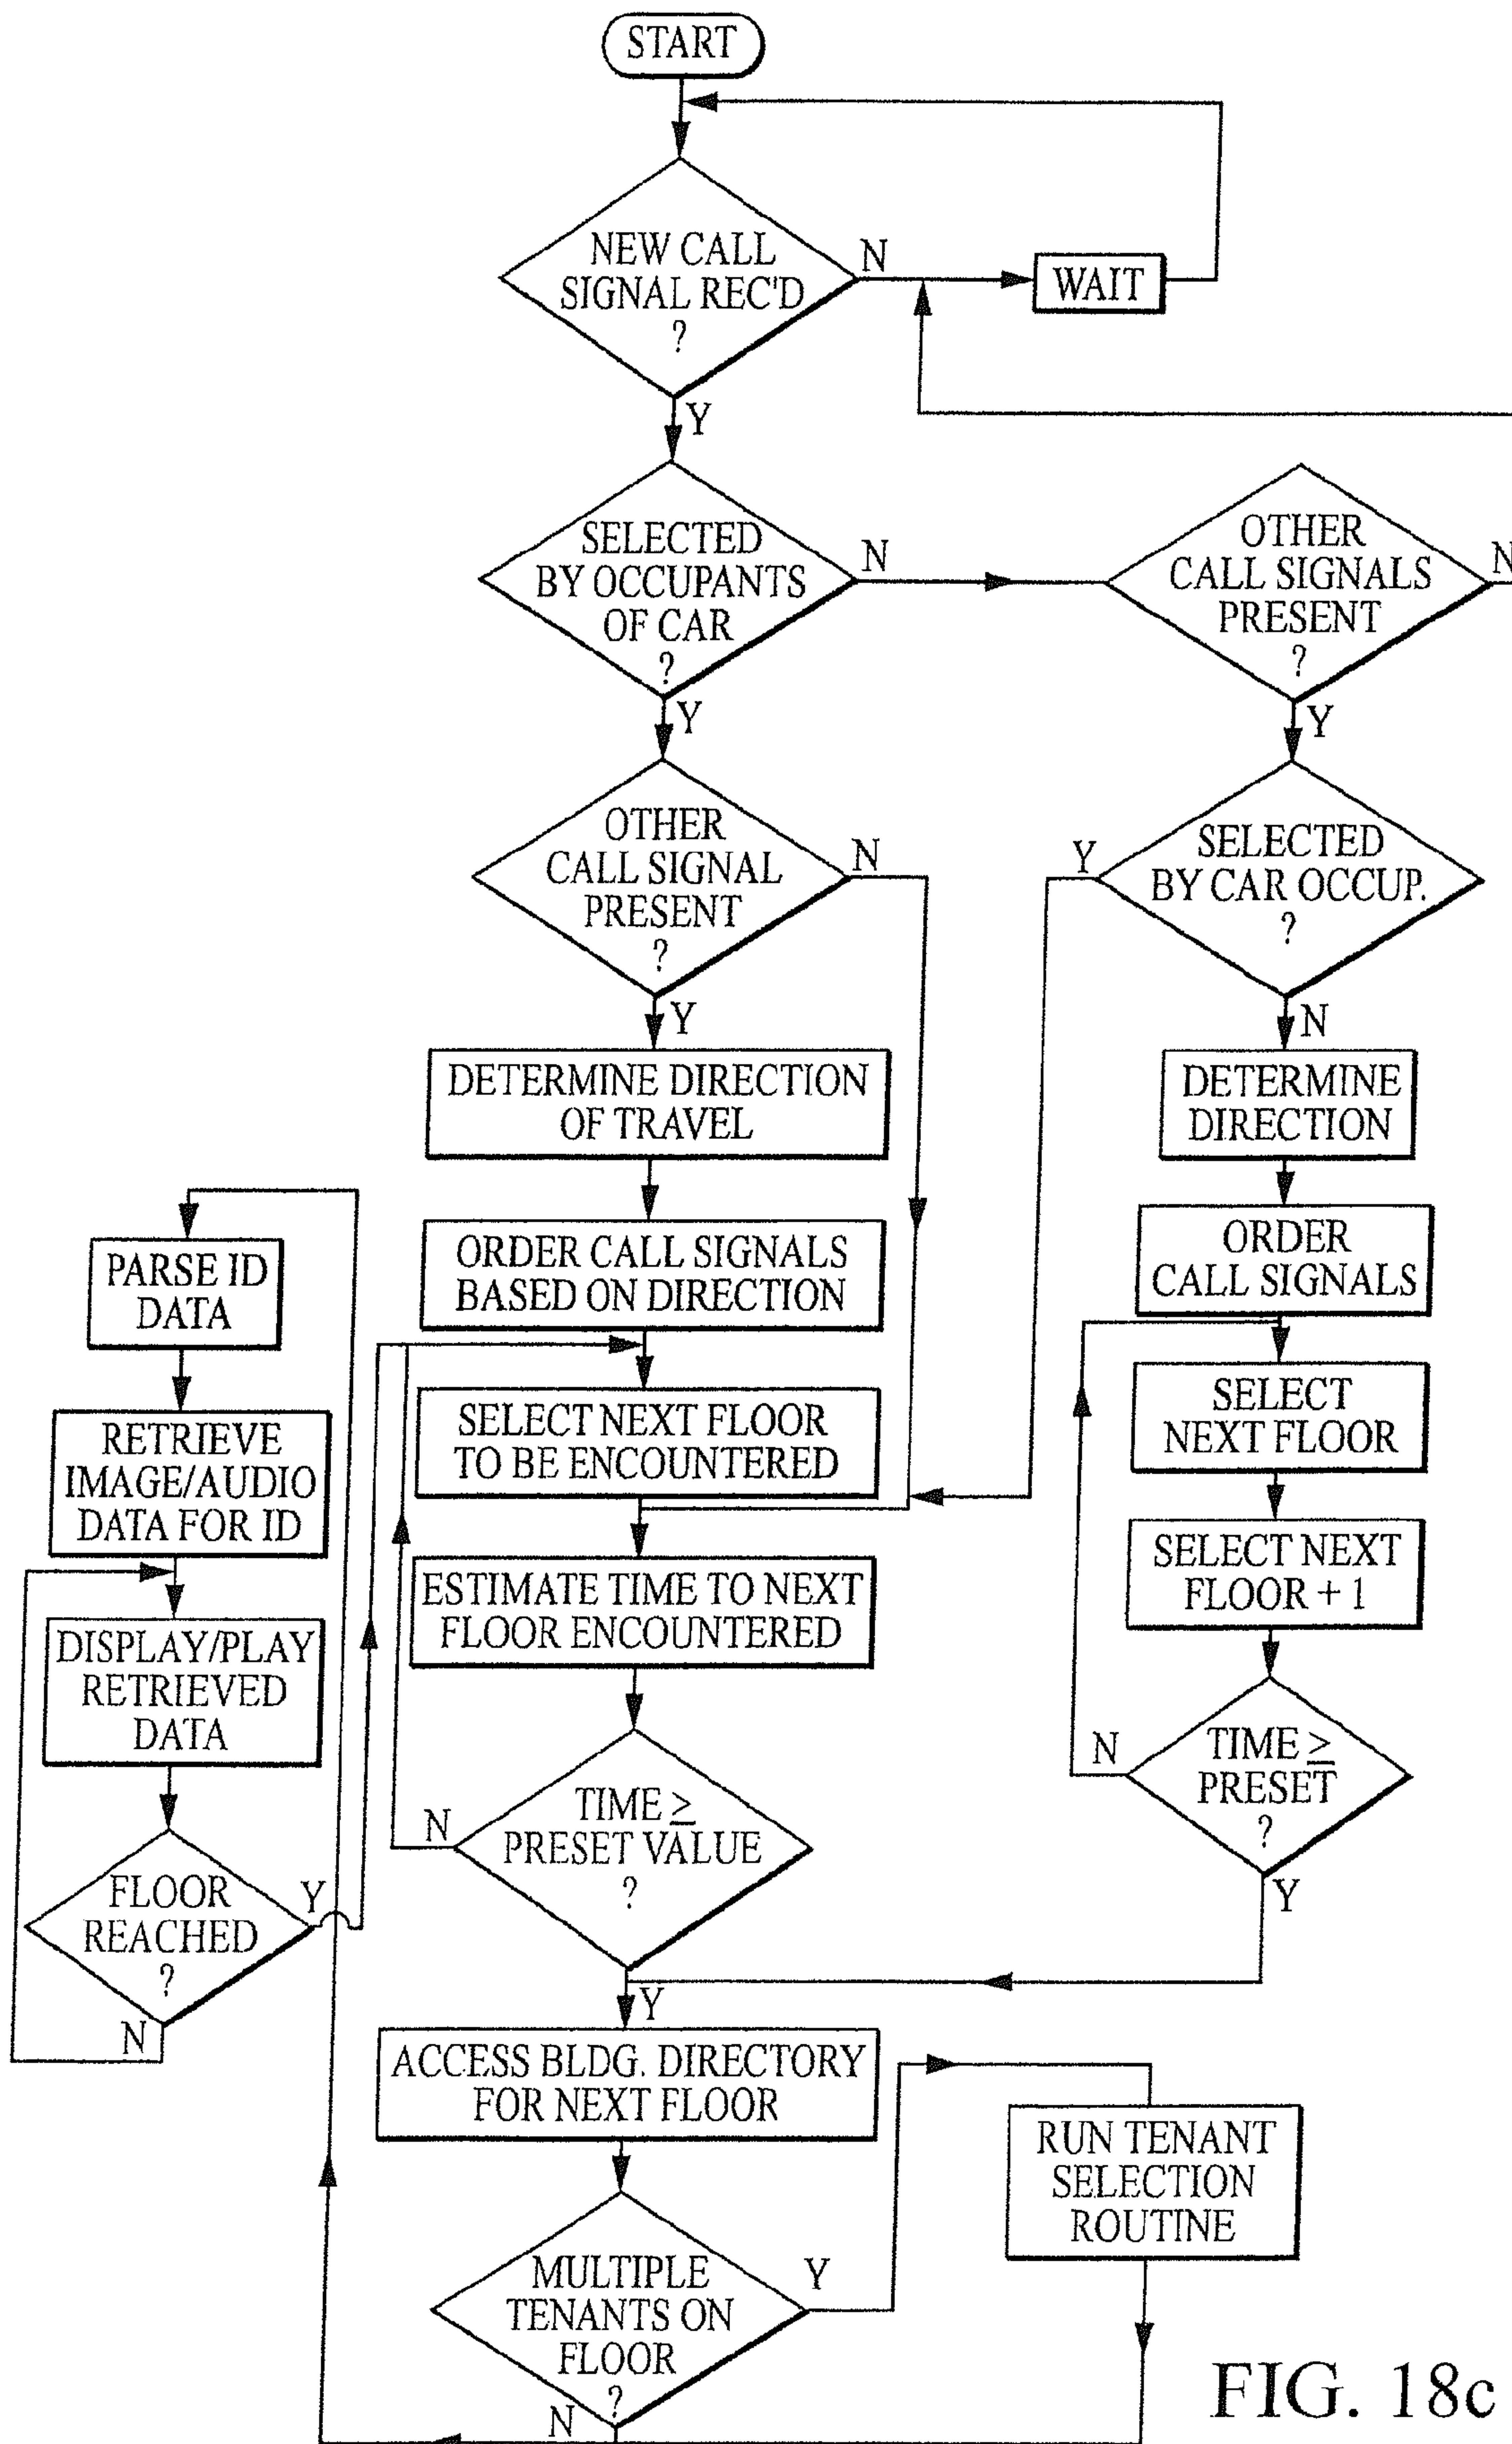 START
NEW CALL
SIGNAL REC'D
?
N
WAIT
Y
SELECTED
BY OCCUPANTS
OF CAR
?
N
OTHER
CALL SIGNALS
PRESENT
?
N
Y
Y
OTHER
CALL SIGNAL
PRESENT
?
N
Y
SELECTED
BY CAR OCCUP.
?
Y
N
DETERMINE DIRECTION
OF TRAVEL
DETERMINE
DIRECTION
ORDER CALL SIGNALS
BASED ON DIRECTION
ORDER
CALL SIGNALS
PARSE ID
DATA
SELECT NEXT FLOOR
TO BE ENCOUNTERED
SELECT
NEXT FLOOR
RETRIEVE
IMAGE/AUDIO
DATA FOR ID
ESTIMATE TIME TO NEXT
FLOOR ENCOUNTERED
SELECT NEXT
FLOOR + 1
DISPLAY/PLAY
RETRIEVED
DATA
TIME ≥
PRESET VALUE
?
N
N
TIME ≥
PRESET
?
Y
FLOOR
REACHED
?
Y
N
Y
ACCESS BLDG. DIRECTORY
FOR NEXT FLOOR
RUN TENANT
SELECTION
ROUTINE
MULTIPLE
TENANTS ON
FLOOR
?
Y
N
FIG. 18c